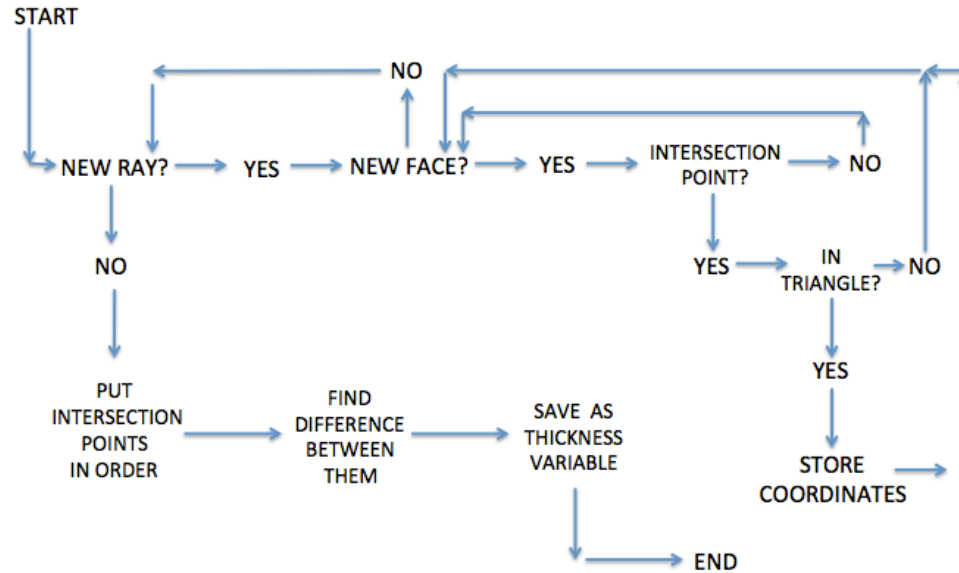 START
NO
NEW RAY?
YES
NEW FACE?
YES
INTERSECTION
POINT?
NO
NO
YES
IN
TRIANGLE?
NO
YES
PUT
INTERSECTION
POINTS
IN ORDER
FIND
DIFFERENCE
BETWEEN
THEM
SAVE AS
THICKNESS
VARIABLE
STORE
COORDINATES
END